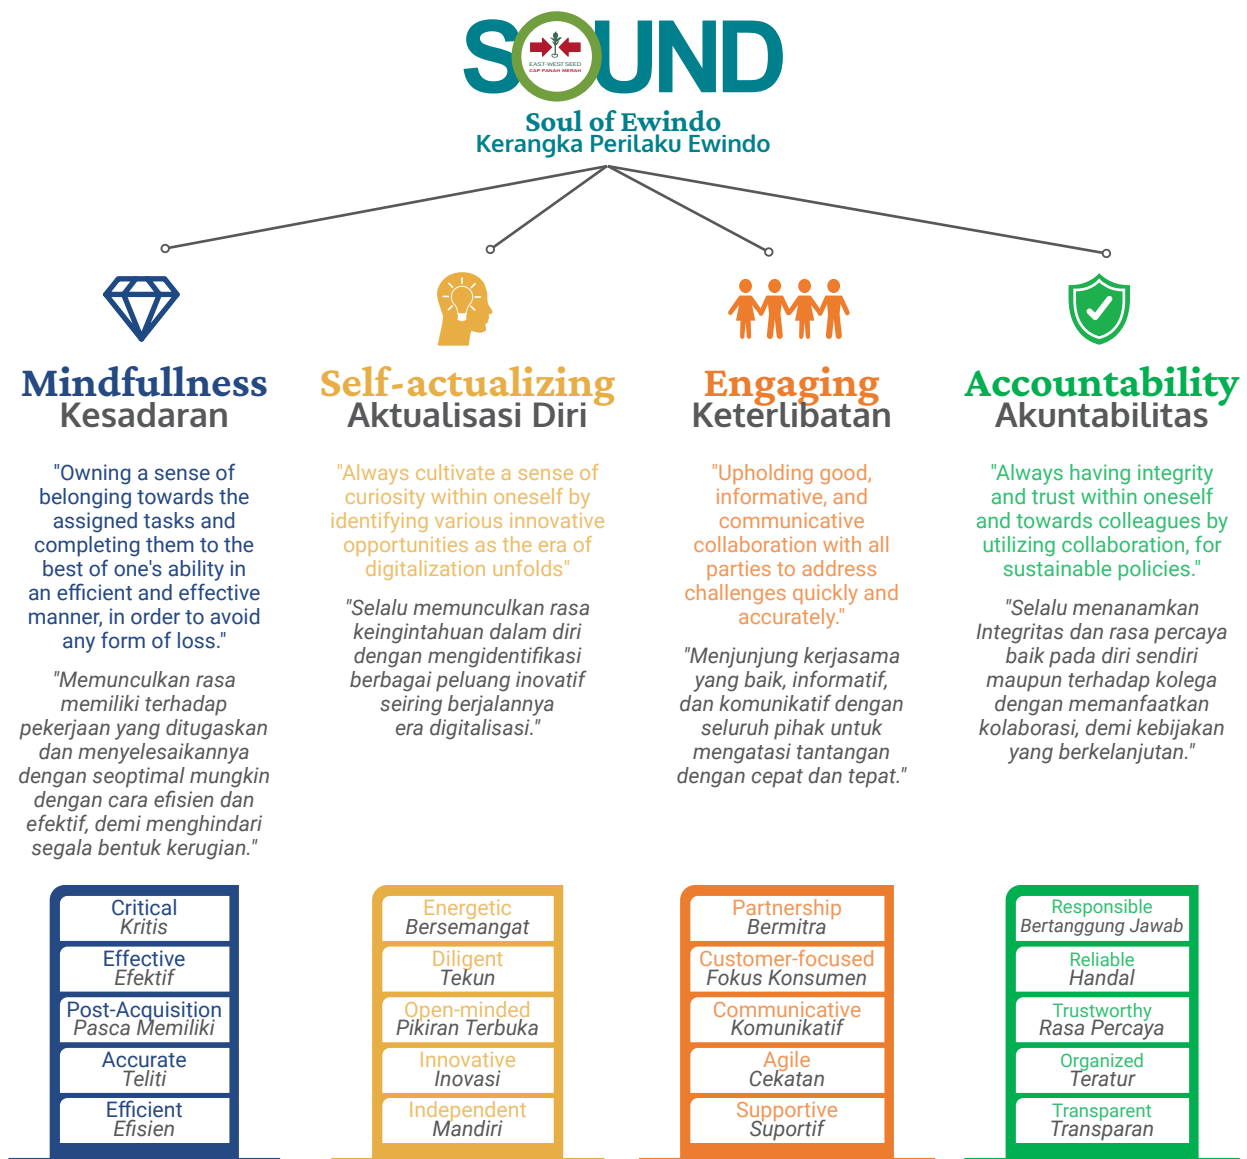 SOUND
EAST-WEST SEED
CAP PANAH MERAH
Soul of Ewindo
Kerangka Perilaku Ewindo
Mindfullness
Kesadaran
"Owning a sense of
belonging towards the
assigned tasks and
completing them to the
best of one's ability in
an efficient and effective
manner, in order to avoid
any form of loss."
"Memunculkan rasa
memiliki terhadap
pekerjaan yang ditugaskan
dan menyelesaikannya
dengan seoptimal mungkin
dengan cara efisien dan
efektif, demi menghindari
segala bentuk kerugian."
Critical
Kritis
Effective
Efektif
Post-Acquisition
Pasca Memiliki
Accurate
Teliti
Efficient
Efisien
Self-actualizing
Aktualisasi Diri
"Always cultivate a sense of
curiosity within oneself by
identifying various innovative
opportunities as the era of
digitalization unfolds"
"Selalu memunculkan rasa
keingintahuan dalam diri
dengan mengidentifikasi
berbagai peluang inovatif
seiring berjalannya
era digitalisasi."
Energetic
Bersemangat
Diligent
Tekun
Open-minded
Pikiran Terbuka
Innovative
Inovasi
Independent
Mandiri
Engaging
Keterlibatan
"Upholding good,
informative, and
communicative
collaboration with all
parties to address
challenges quickly and
accurately."
"Menjunjung kerjasama
yang baik, informatif,
dan komunikatif dengan
seluruh pihak untuk
mengatasi tantangan
dengan cepat dan tepat."
Partnership
Bermitra
Customer-focused
Fokus Konsumen
Communicative
Komunikatif
Agile
Cekatan
Supportive
Suportif
Accountability
Akuntabilitas
"Always having integrity
and trust within oneself
and towards colleagues by
utilizing collaboration, for
sustainable policies."
"Selalu menanamkan
Integritas dan rasa percaya
baik pada diri sendiri
maupun terhadap kolega
dengan memanfaatkan
kolaborasi, demi kebijakan
yang berkelanjutan."
Responsible
Bertanggung Jawab
Reliable
Handal
Trustworthy
Rasa Percaya
Organized
Teratur
Transparent
Transparan